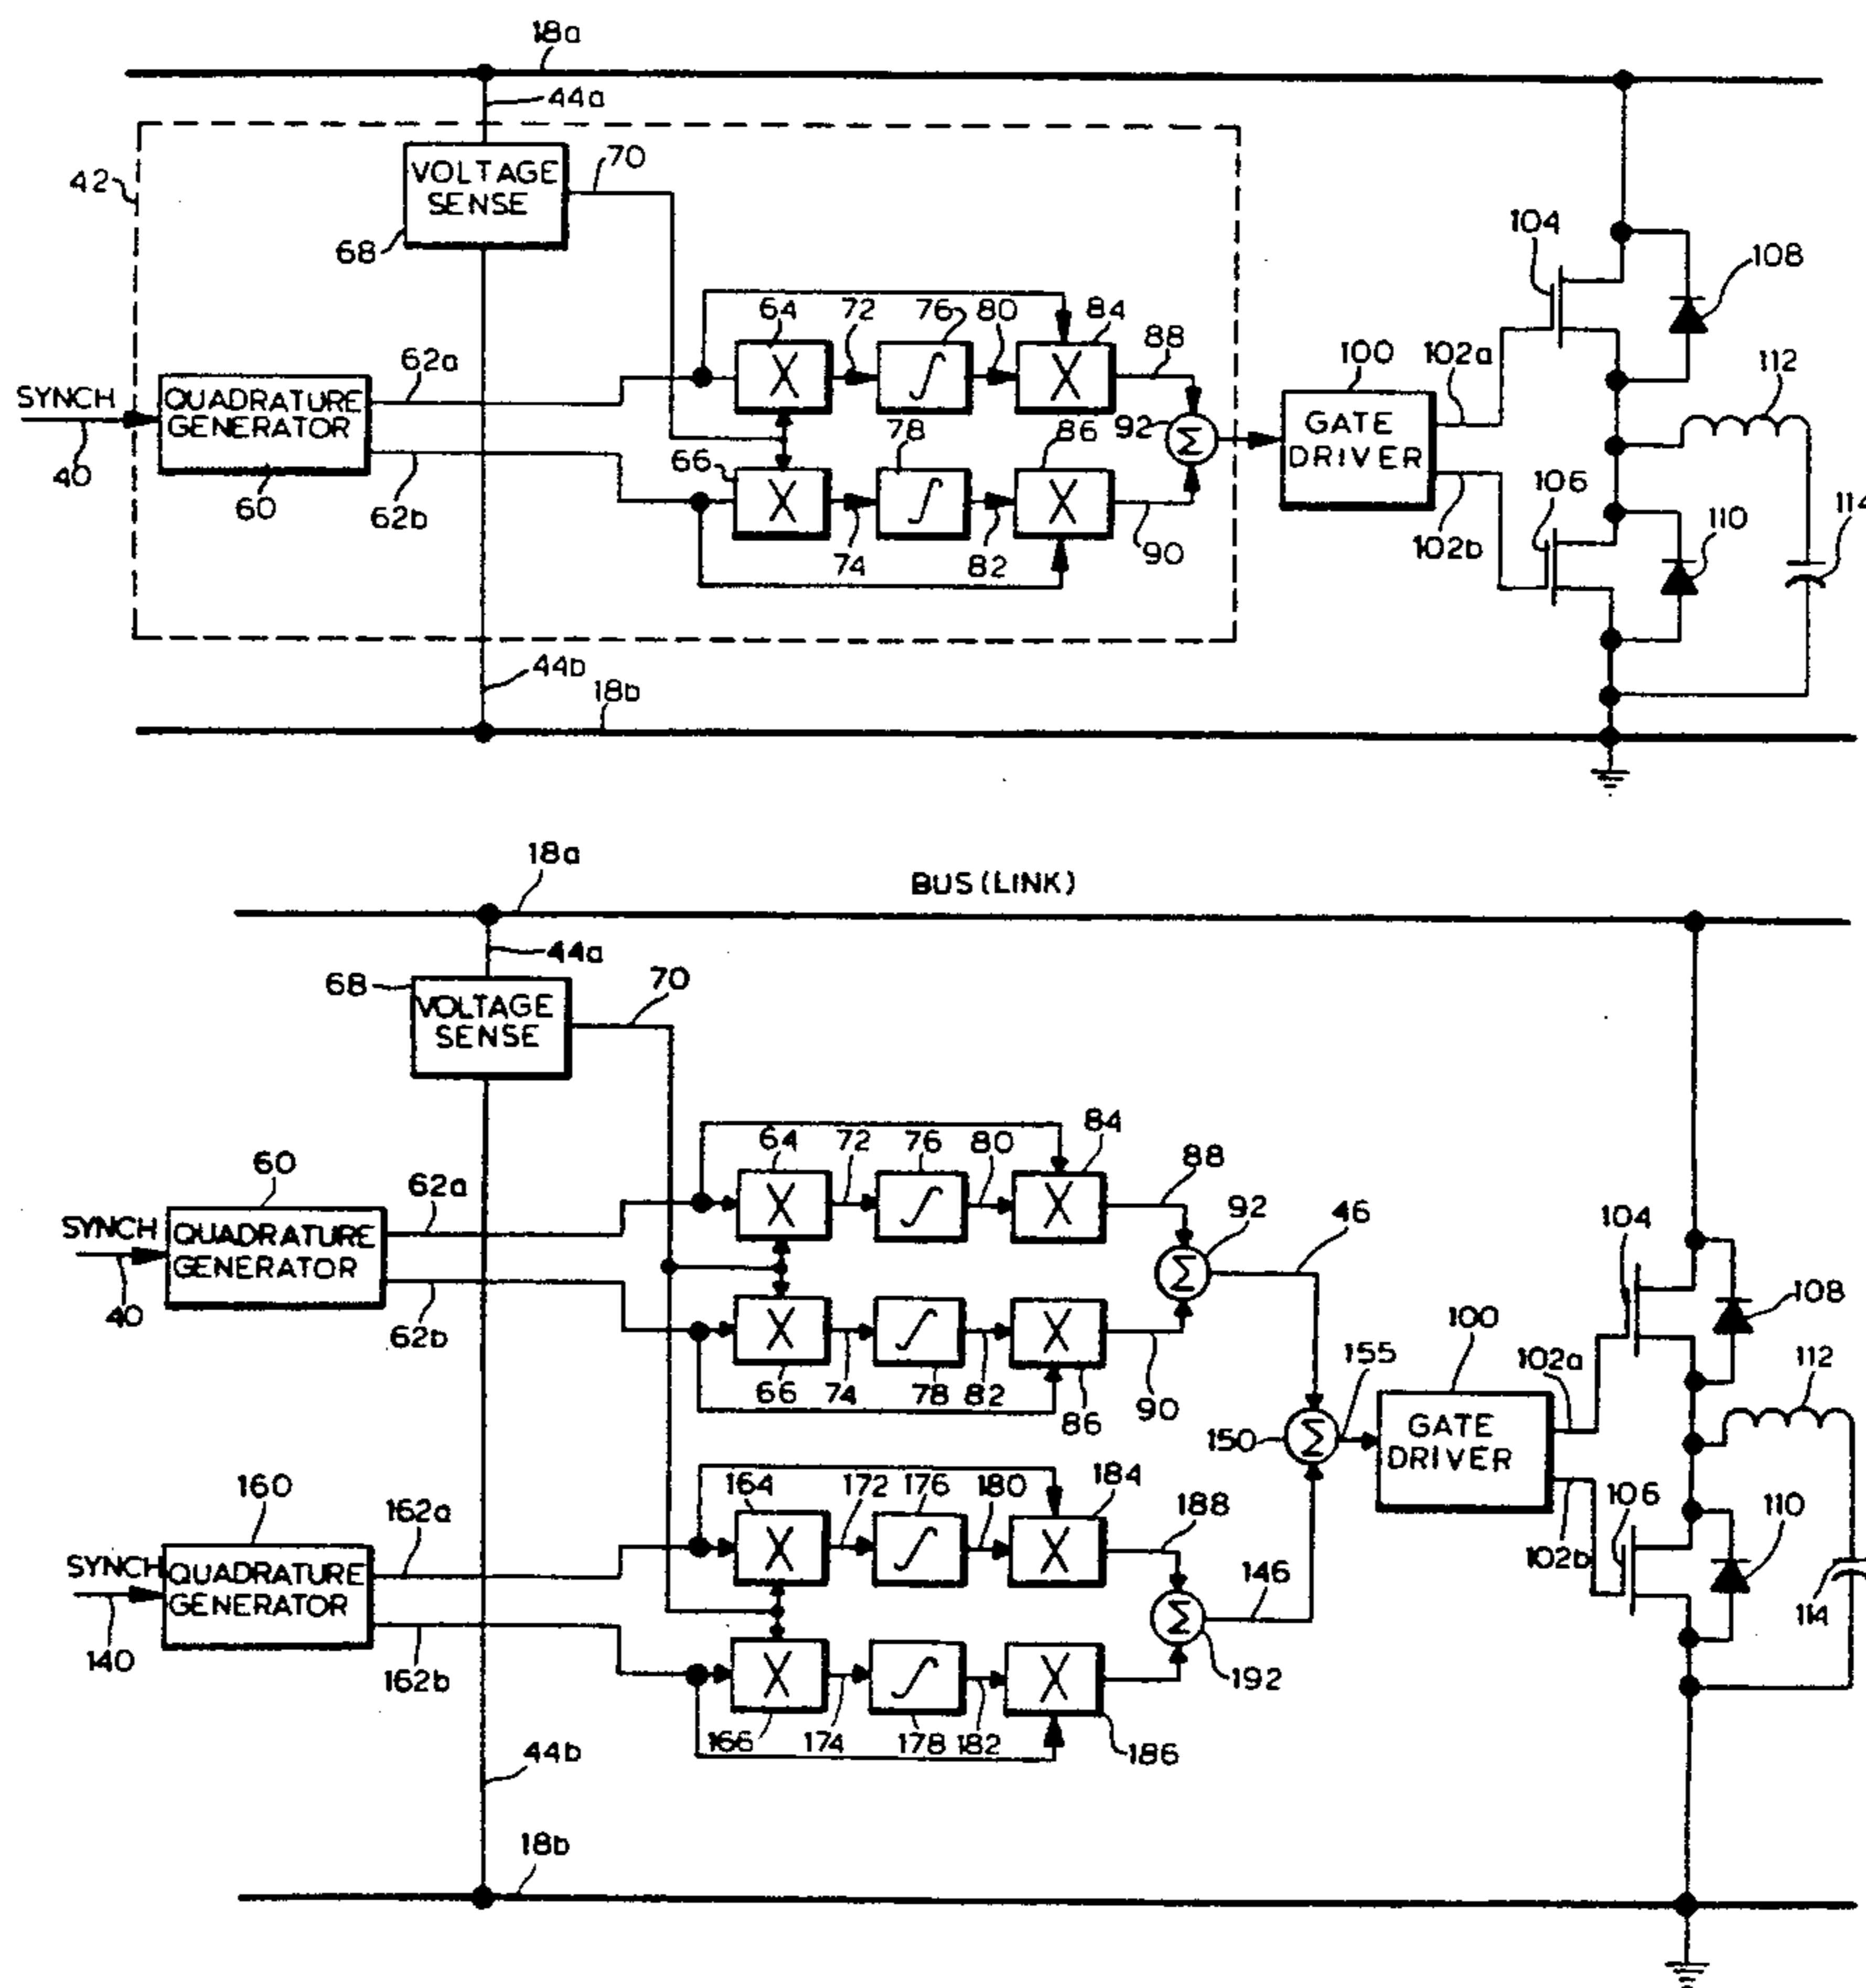 18a
44a
42
VOLTAGE
SENSE
70
68
104
108
64
72
76
80
84
88
62a
SYNCH
QUADRATURE
GENERATOR
X
∫
X
100
102a
112
40
60
62b
66
78
86
92
Σ
GATE
DRIVER
X
∫
X
106
110
114
74
82
90
102b
44b
18b
18a
BUS (LINK)
44a
68
VOLTAGE
SENSE
70
60
62a
64
72
76
80
84
88
92
46
104
SYNCH
QUADRATURE
GENERATOR
X
∫
X
Σ
108
40
62b
X
∫
X
100
102a
112
66
74
78
82
86
90
155
150
Σ
GATE
DRIVER
160
162a
164
172
176
180
184
188
106
110
SYNCH
QUADRATURE
GENERATOR
X
∫
X
102b
146
114
140
162b
Σ
192
X
∫
X
166
174
178
182
186
44b
18b